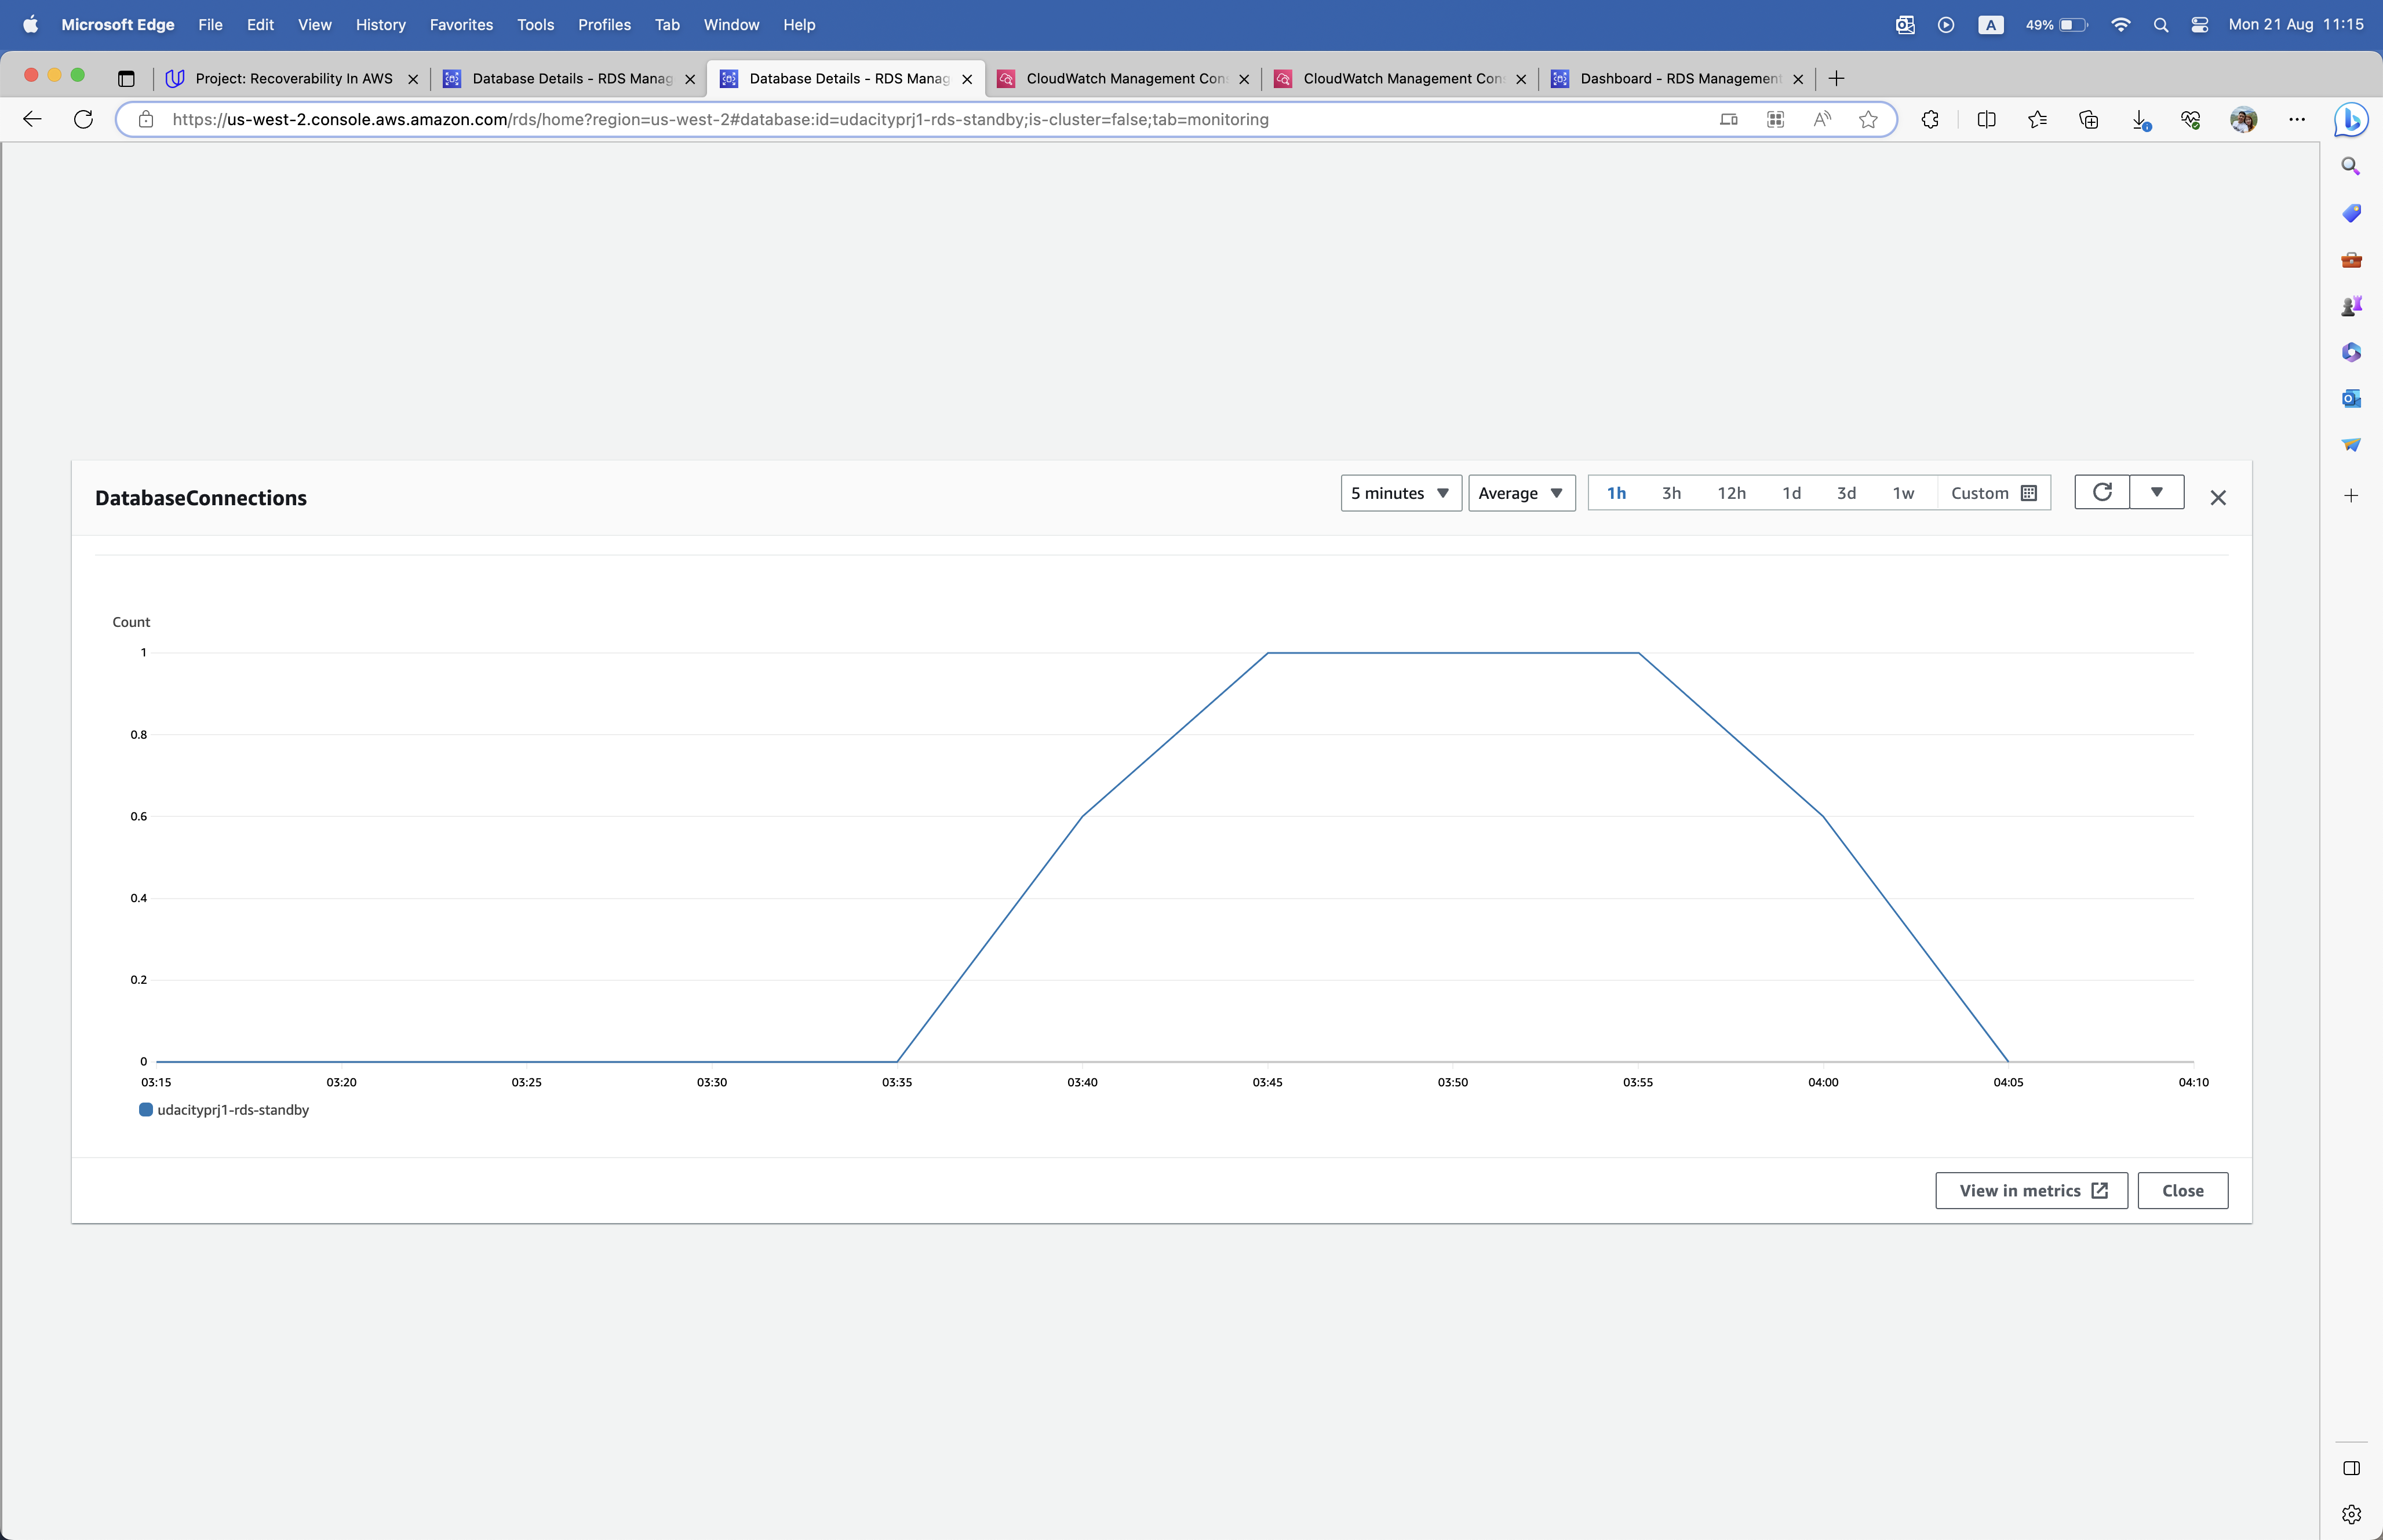 Microsoft Edge File Edit View History Favorites Tools Profiles Tab Window Help A 49% Mon 21 Aug 11:15
Project: Recoverability In AWS Database Details - RDS Manag Database Details - RDS Manag CloudWatch Management Con CloudWatch Management Con Dashboard - RDS Management
https://us-west-2.console.aws.amazon.com/rds/home?region=us-west-2#database:id=udacityprj1-rds-standby;is-cluster=false;tab=monitoring
DatabaseConnections 5 minutes Average 1h 3h 12h 1d 3d 1w Custom
Count
1
0.8
0.6
0.4
0.2
0
03:15 03:20 03:25 03:30 03:35 03:40 03:45 03:50 03:55 04:00 04:05 04:10
udacityprj1-rds-standby
View in metrics Close